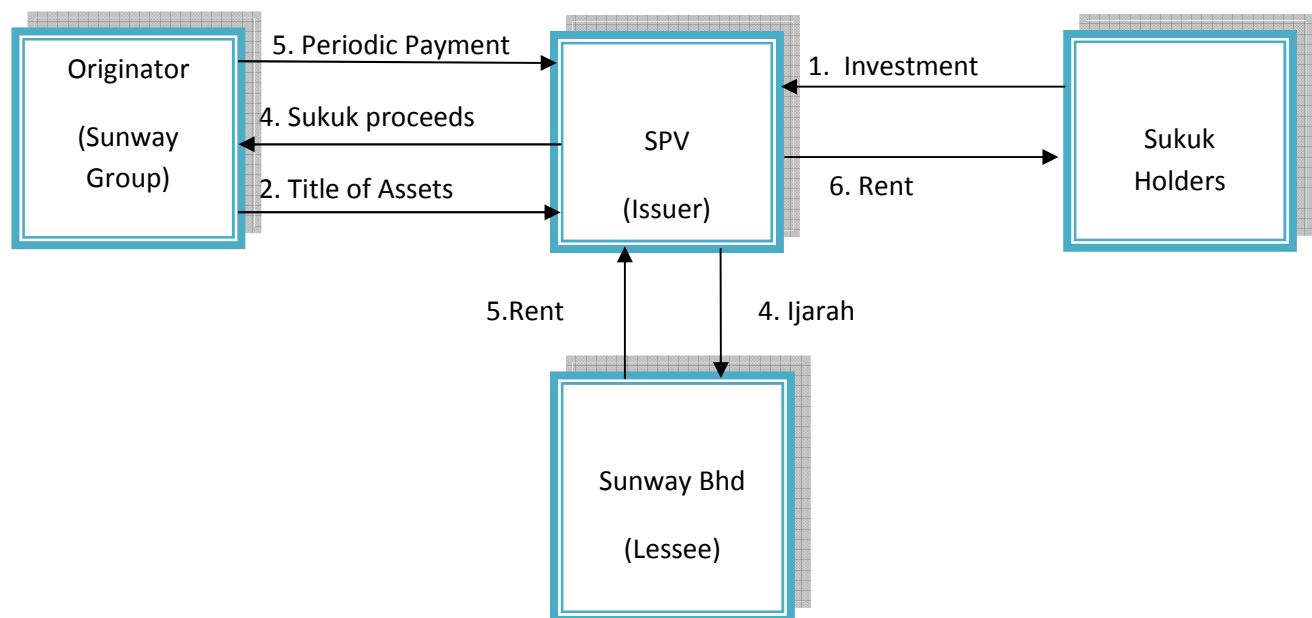 Originator
(Sunway
Group)
5. Periodic Payment
4. Sukuk proceeds
2. Title of Assets
SPV
(Issuer)
1. Investment
6. Rent
Sukuk
Holders
5.Rent
4. Ijarah
Sunway Bhd
(Lessee)